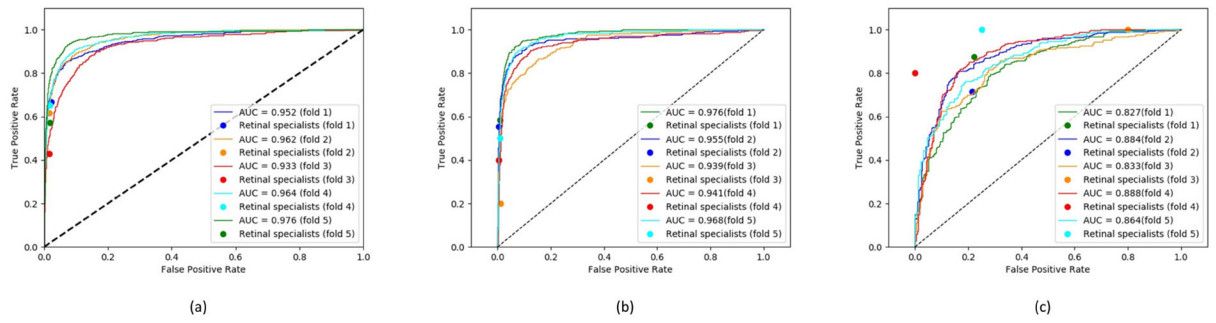 1.0
0.8
0.6
0.4
0.2
0.0
True Positive Rate
0.0 0.2 0.4 0.6 0.8 1.0
False Positive Rate
AUC = 0.952 (fold 1)
Retinal specialists (fold 1)
AUC = 0.962 (fold 2)
Retinal specialists (fold 2)
AUC = 0.933 (fold 3)
Retinal specialists (fold 3)
AUC = 0.964 (fold 4)
Retinal specialists (fold 4)
AUC = 0.976 (fold 5)
Retinal specialists (fold 5)
(a)
1.0
0.8
0.6
0.4
0.2
0.0
True Positive Rate
0.0 0.2 0.4 0.6 0.8 1.0
False Positive Rate
AUC = 0.976(fold 1)
Retinal specialists (fold 1)
AUC = 0.955(fold 2)
Retinal specialists (fold 2)
AUC = 0.939(fold 3)
Retinal specialists (fold 3)
AUC = 0.941(fold 4)
Retinal specialists (fold 4)
AUC = 0.968(fold 5)
Retinal specialists (fold 5)
(b)
1.0
0.8
0.6
0.4
0.2
0.0
True Positive Rate
0.0 0.2 0.4 0.6 0.8 1.0
False Positive Rate
AUC = 0.827(fold 1)
Retinal specialists (fold 1)
AUC = 0.884(fold 2)
Retinal specialists (fold 2)
AUC = 0.833(fold 3)
Retinal specialists (fold 3)
AUC = 0.888(fold 4)
Retinal specialists (fold 4)
AUC = 0.864(fold 5)
Retinal specialists (fold 5)
(c)